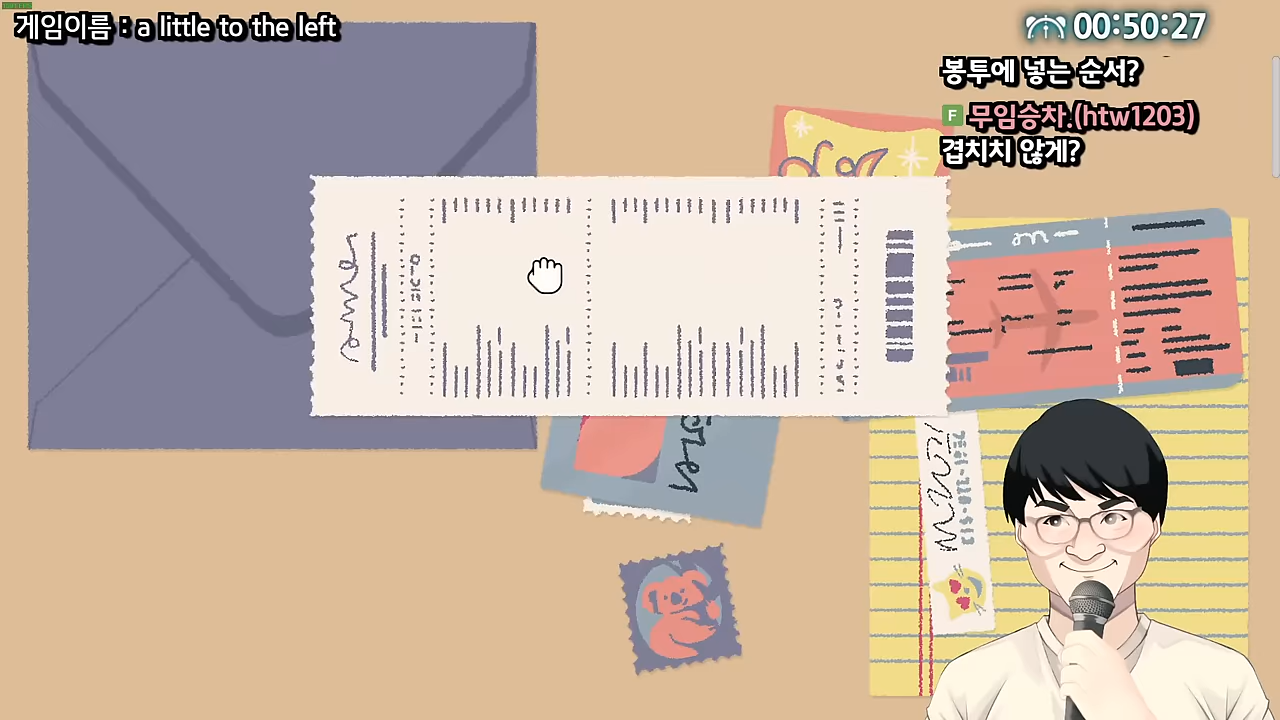 게임이름 : a little to the left
00:50:27
봉투에 넣는 순서?
F 무임승차.(htw1203)
겹치치 않게?